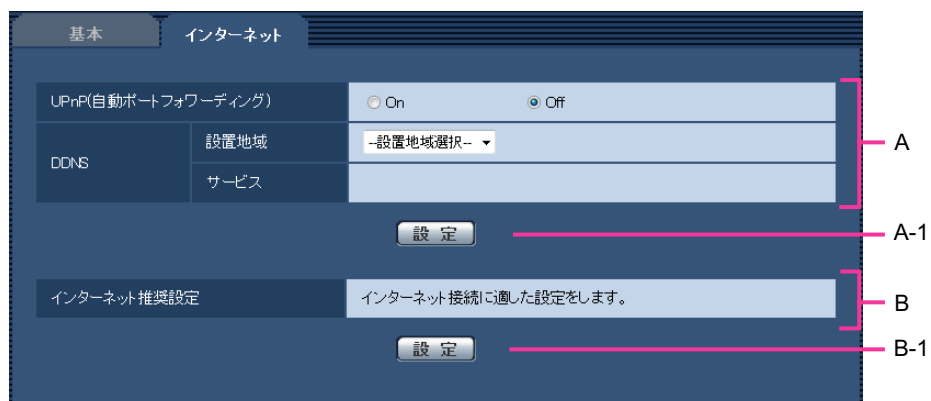 基本
インターネット
UPnP(自動ポートフォワーディング)
On
Off
A
DDNS
設置地域
--設置地域選択--
サービス
設 定
A-1
インターネット推奨設定
インターネット接続に適した設定をします。
B
設 定
B-1